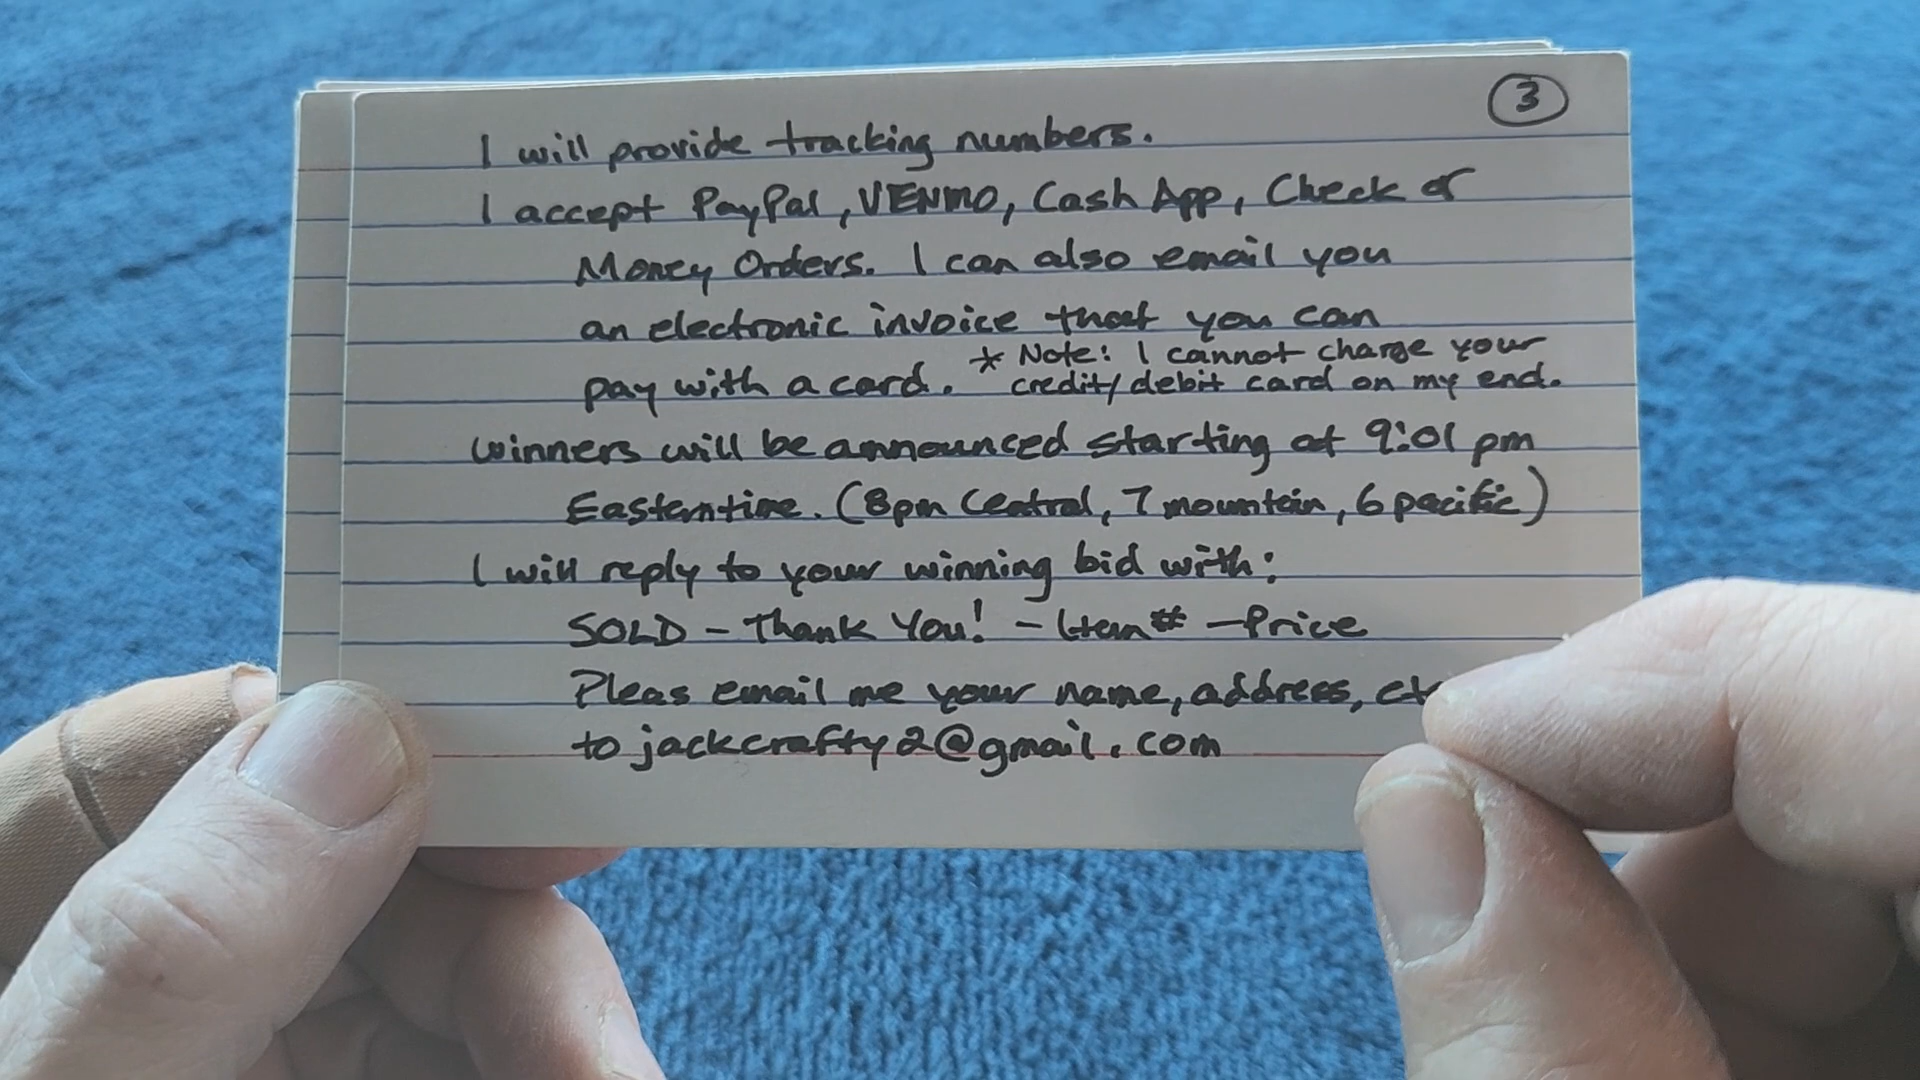 3
I will provide tracking numbers.
I accept PayPal, VENMO, Cash App, Check or
Money Orders. I can also email you
an electronic invoice that you can
pay with a card. * Note: I cannot charge your
credit/debit card on my end.
Winners will be announced starting at 9:01 pm
Eastern time. (8pm Central, 7 mountain, 6 pacific)
I will reply to your winning bid with:
SOLD - Thank You! - Item # - Price
Pleas email me your name, address,
to jackcrafty2@gmail.com